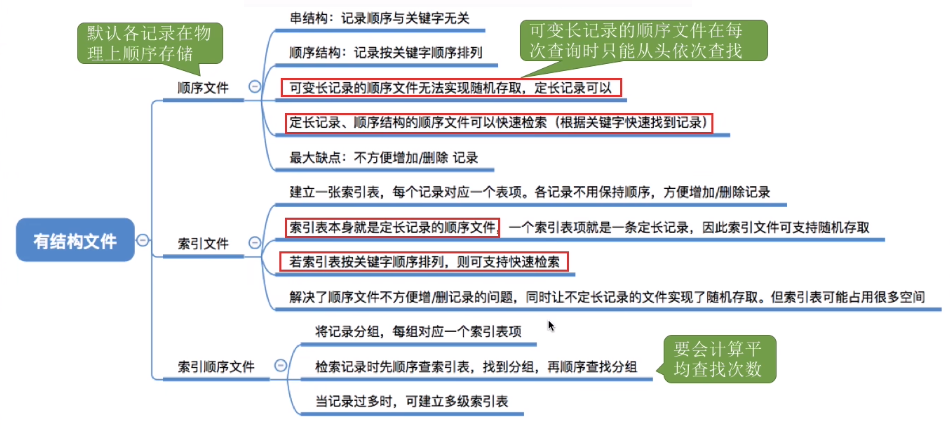 默认各记录在物
理上顺序存储
可变长记录的顺序文件在每
次查询时只能从头依次查找
有结构文件
顺序文件
串结构：记录顺序与关键字无关
顺序结构：记录按关键字顺序排列
可变长记录的顺序文件无法实现随机存取，定长记录可以
定长记录、顺序结构的顺序文件可以快速检索（根据关键字快速找到记录）
最大缺点：不方便增加/删除 记录
索引文件
建立一张索引表，每个记录对应一个表项。各记录不用保持顺序，方便增加/删除记录
索引表本身就是定长记录的顺序文件，一个索引表项就是一条定长记录，因此索引文件可支持随机存取
若索引表按关键字顺序排列，则可支持快速检索
解决了顺序文件不方便增/删记录的问题，同时让不定长记录的文件实现了随机存取。但索引表可能占用很多空间
索引顺序文件
将记录分组，每组对应一个索引表项
检索记录时先顺序查索引表，找到分组，再顺序查找分组
当记录过多时，可建立多级索引表
要会计算平
均查找次数